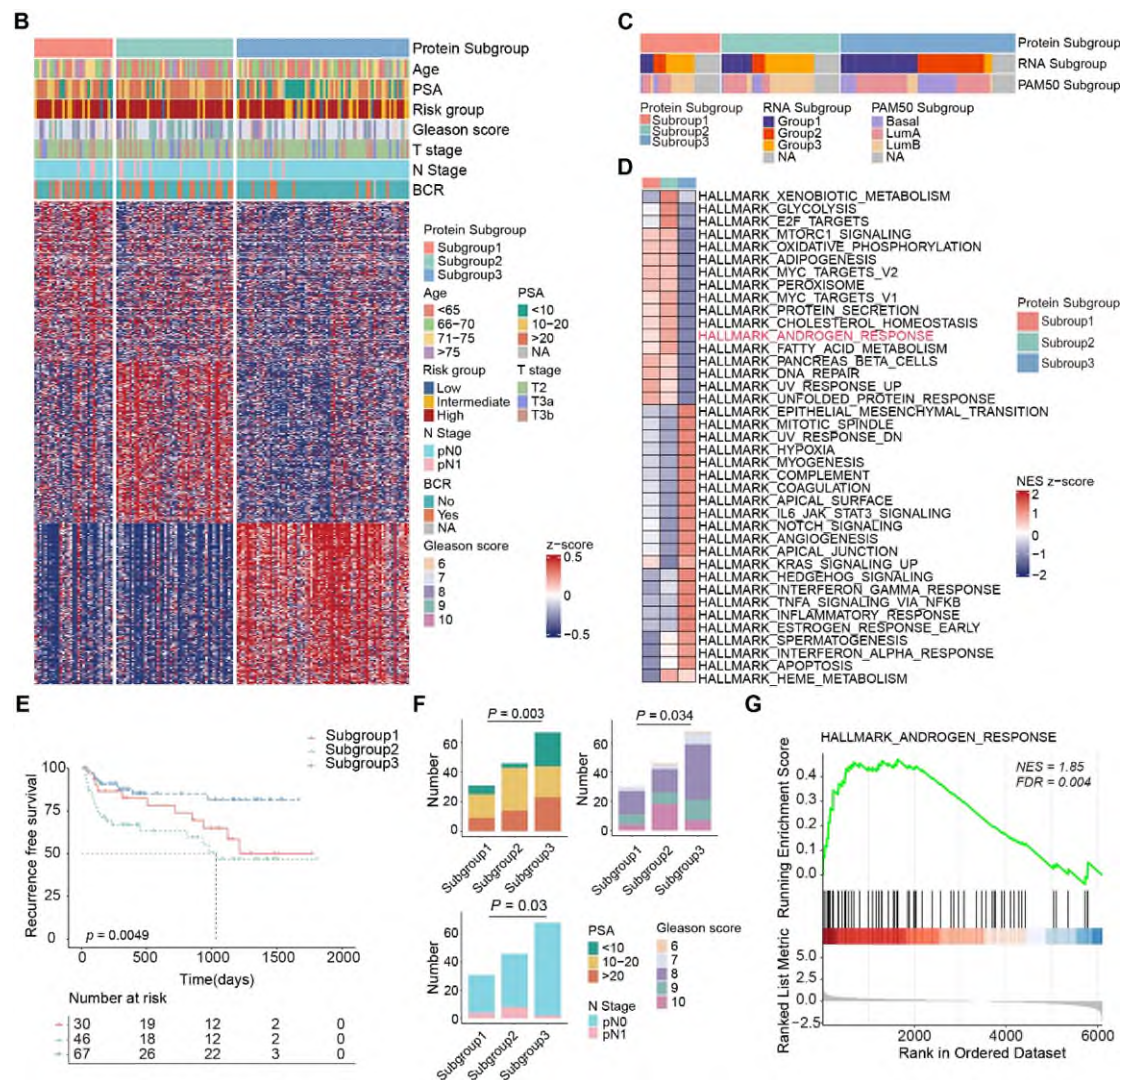 B
Protein Subgroup
Age
PSA
Risk group
Gleason score
T stage
N Stage
BCR
Protein Subgroup
Subgroup1
Subgroup2
Subgroup3
Age
<65
66-70
71-75
>75
PSA
<10
10-20
>20
NA
Risk group
Low
Intermediate
High
T stage
T2
T3a
T3b
N Stage
pN0
pN1
BCR
No
Yes
NA
Gleason score
6
7
8
9
10
z-score
0.5
0
-0.5
C
Protein Subgroup
RNA Subgroup
PAM50 Subgroup
Protein Subgroup
Subroup1
Subroup2
Subroup3
RNA Subgroup
Group1
Group2
Group3
NA
PAM50 Subgroup
Basal
LumA
LumB
NA
D
HALLMARK_XENOBIOTIC_METABOLISM
HALLMARK_GLYCOLYSIS
HALLMARK_E2F_TARGETS
HALLMARK_MTORC1_SIGNALING
HALLMARK_OXIDATIVE_PHOSPHORYLATION
HALLMARK_ADIPOGENESIS
HALLMARK_MYC_TARGETS_V2
HALLMARK_PEROXISOME
HALLMARK_MYC_TARGETS_V1
HALLMARK_PROTEIN_SECRETION
HALLMARK_CHOLESTEROL_HOMEOSTASIS
HALLMARK_ANDROGEN_RESPONSE
HALLMARK_FATTY_ACID_METABOLISM
HALLMARK_PANCREAS_BETA_CELLS
HALLMARK_DNA_REPAIR
HALLMARK_UV_RESPONSE_UP
HALLMARK_UNFOLDED_PROTEIN_RESPONSE
HALLMARK_EPITHELIAL_MESENCHYMAL_TRANSITION
HALLMARK_MITOTIC_SPINDLE
HALLMARK_UV_RESPONSE_DN
HALLMARK_HYPOXIA
HALLMARK_MYOGENESIS
HALLMARK_COMPLEMENT
HALLMARK_COAGULATION
HALLMARK_APICAL_SURFACE
HALLMARK_IL6_JAK_STAT3_SIGNALING
HALLMARK_NOTCH_SIGNALING
HALLMARK_ANGIOGENESIS
HALLMARK_APICAL_JUNCTION
HALLMARK_KRAS_SIGNALING_UP
HALLMARK_HEDGEHOG_SIGNALING
HALLMARK_INTERFERON_GAMMA_RESPONSE
HALLMARK_TNFA_SIGNALING_VIA_NFKB
HALLMARK_INFLAMMATORY_RESPONSE
HALLMARK_ESTROGEN_RESPONSE_EARLY
HALLMARK_SPERMATOGENESIS
HALLMARK_INTERFERON_ALPHA_RESPONSE
HALLMARK_APOPTOSIS
HALLMARK_HEME_METABOLISM
Protein Subgroup
Subroup1
Subroup2
Subroup3
NES z-score
2
1
0
-1
-2
E
Subgroup1
Subgroup2
Subgroup3
Recurrence free survival
100
75
50
25
0
p = 0.0049
0 500 1000 1500 2000
Time(days)
Number at risk
30 19 12 2 0
46 18 12 2 0
67 26 22 3 0
F
P = 0.003
Number
60
40
20
0
Subgroup1 Subgroup2 Subgroup3
P = 0.034
Number
60
40
20
0
Subgroup1 Subgroup2 Subgroup3
P = 0.03
Number
60
40
20
0
Subgroup1 Subgroup2 Subgroup3
PSA
<10
10-20
>20
N Stage
pN0
pN1
Gleason score
6
7
8
9
10
G
HALLMARK_ANDROGEN_RESPONSE
NES = 1.85
FDR = 0.004
Running Enrichment Score
0.4
0.3
0.2
0.1
0.0
Ranked List Metric
5.0
0.0
-2.5
2000 4000 6000
Rank in Ordered Dataset